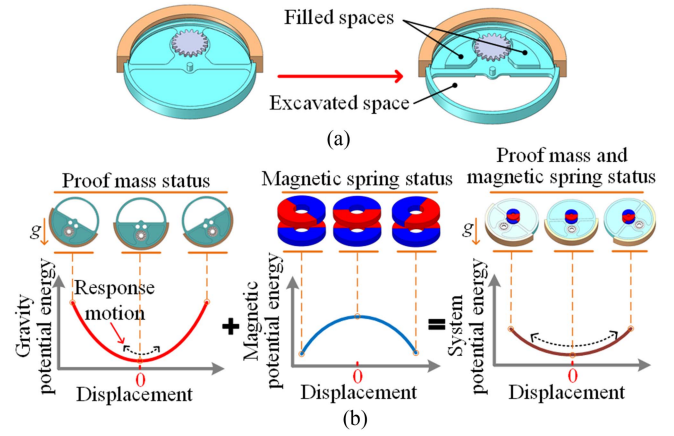 Filled spaces
Excavated space
(a)
Proof mass status
Magnetic spring status
Proof mass and
magnetic spring status
g
g
Gravity
potential energy
Response
motion
0
Displacement
+
Magnetic
potential energy
0
Displacement
=
System
potential energy
0
Displacement
(b)